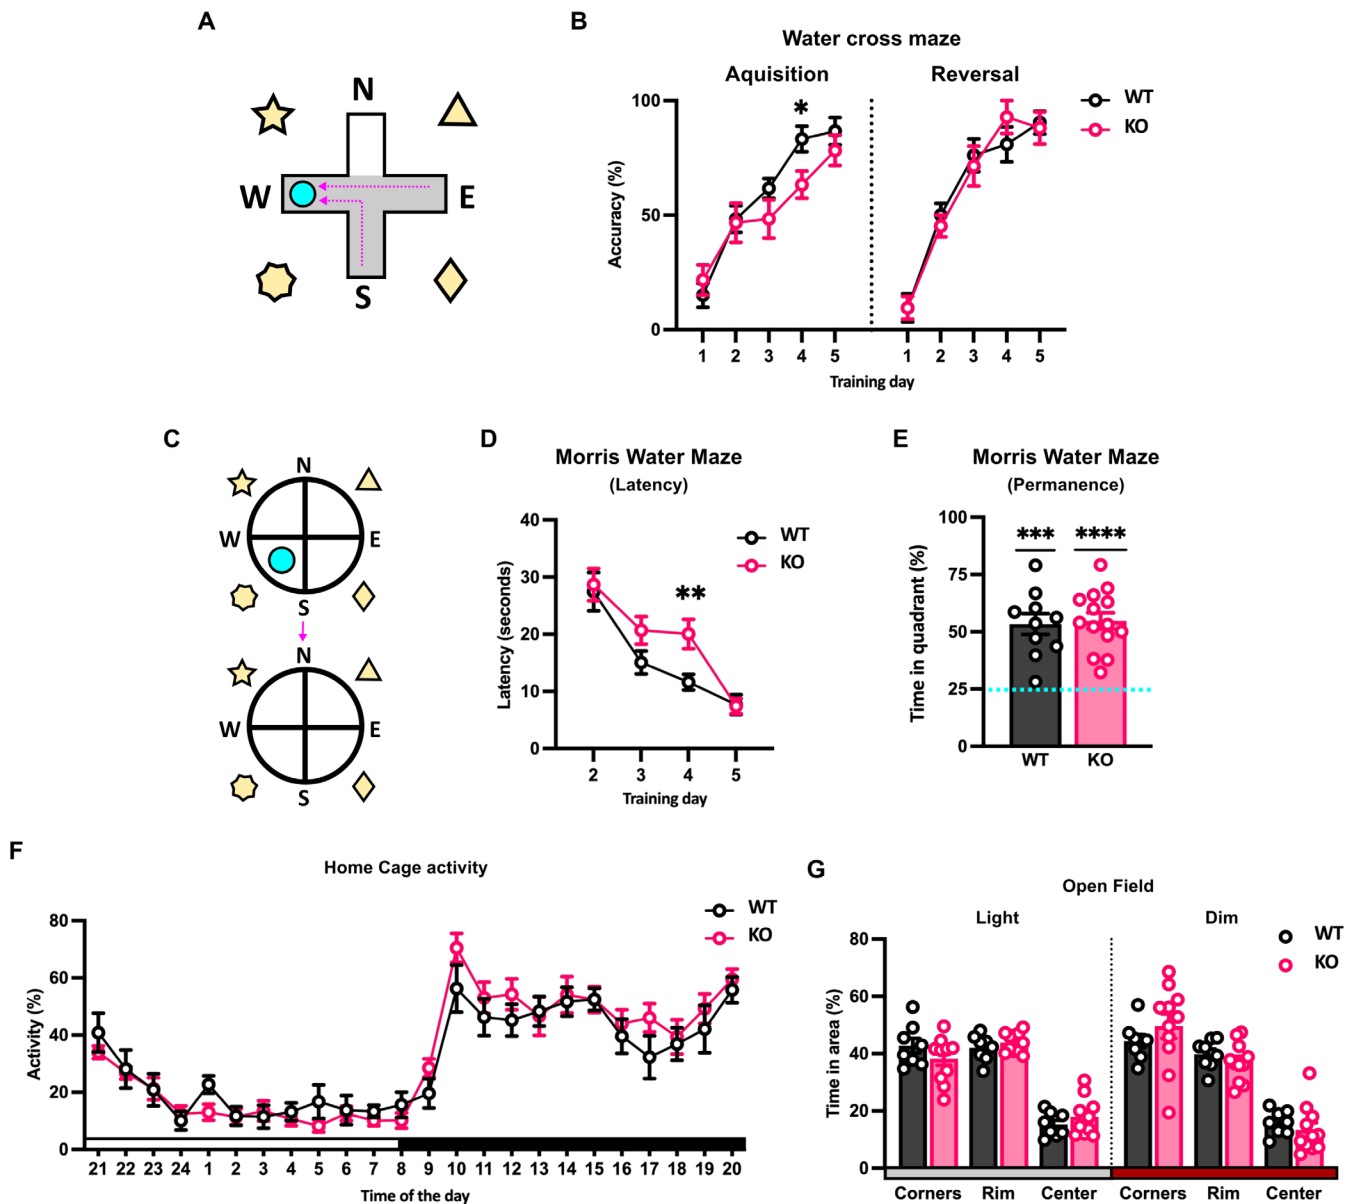 A
N
W
E
S
B
Water cross maze
Aquisition
Reversal
*
WT
KO
Accuracy (%)
100
50
0
1 2 3 4 5
1 2 3 4 5
Training day
C
N
W
E
S
N
W
E
S
D
Morris Water Maze
(Latency)
WT
KO
**
Latency (seconds)
40
30
20
10
0
2 3 4 5
Training day
E
Morris Water Maze
(Permanence)
*** ****
Time in quadrant (%)
100
75
50
25
0
WT KO
F
Home Cage activity
WT
KO
Activity (%)
80
60
40
20
0
21 22 23 24 1 2 3 4 5 6 7 8 9 10 11 12 13 14 15 16 17 18 19 20
Time of the day
G
Open Field
Light
Dim
WT
KO
Time in area (%)
80
60
40
20
0
Corners Rim Center Corners Rim Center